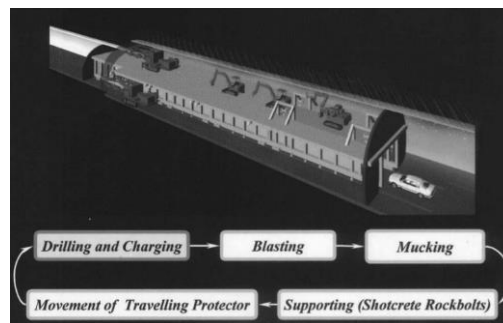 Drilling and Charging
Blasting
Mucking
Movement of Travelling Protector
Supporting (Shotcrete Rockbolts)